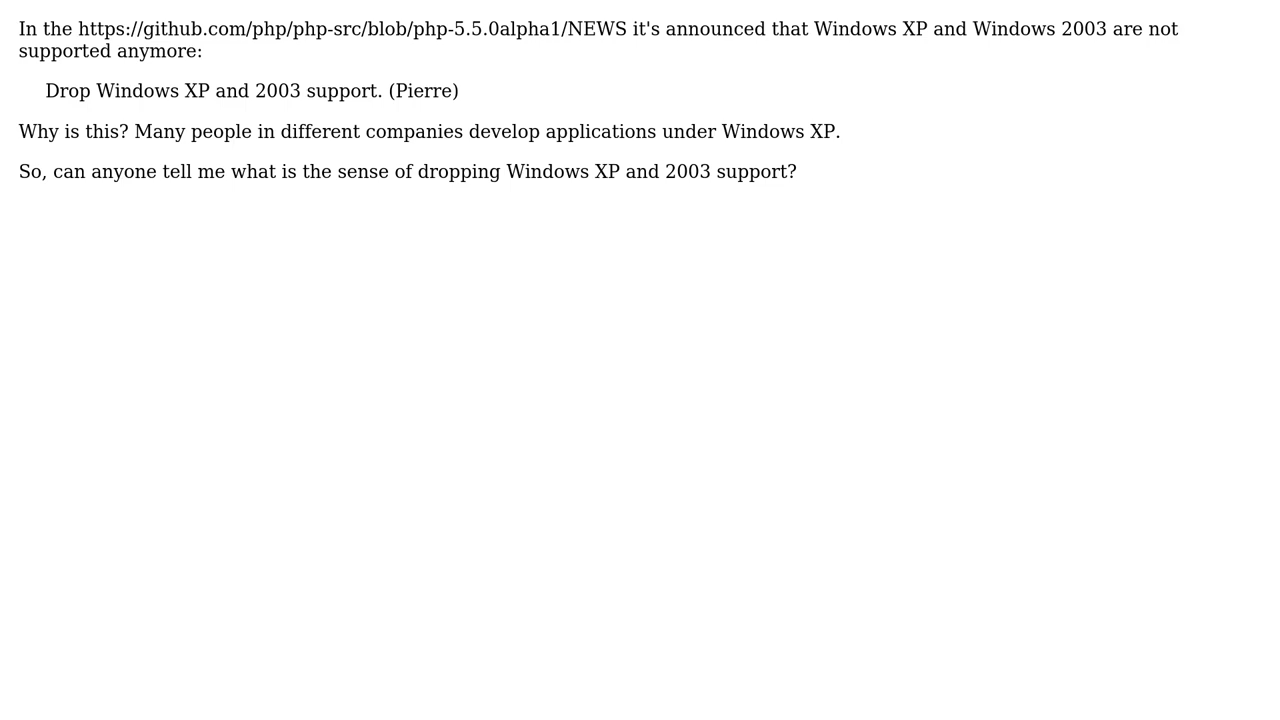 In the https://github.com/php/php-src/blob/php-5.5.0alpha1/NEWS it's announced that Windows XP and Windows 2003 are not
supported anymore:
Drop Windows XP and 2003 support. (Pierre)
Why is this? Many people in different companies develop applications under Windows XP.
So, can anyone tell me what is the sense of dropping Windows XP and 2003 support?